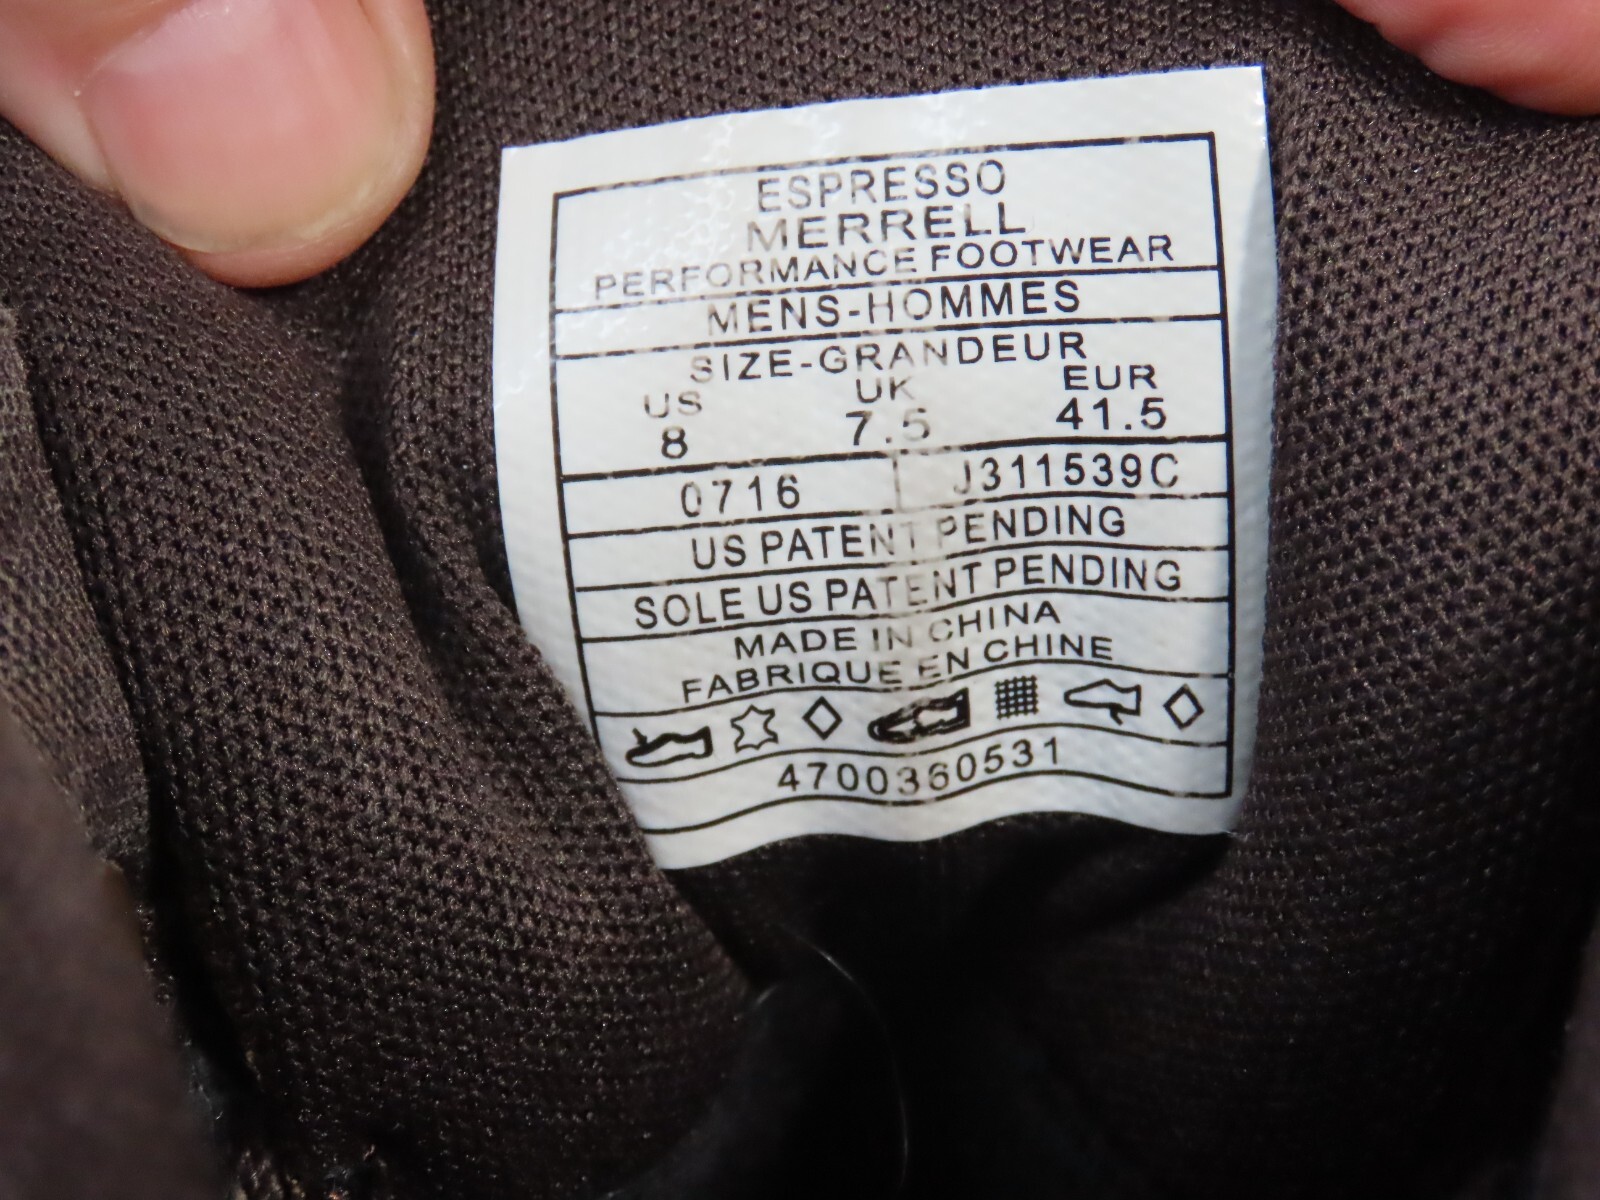 ESPRESSO
MERRELL
PERFORMANCE FOOTWEAR
MENS-HOMMES
SIZE-GRANDEUR
US UK EUR
8 7.5 41.5
0716 J311539C
US PATENT PENDING
SOLE US PATENT PENDING
MADE IN CHINA
FABRIQUE EN CHINE
4700360531